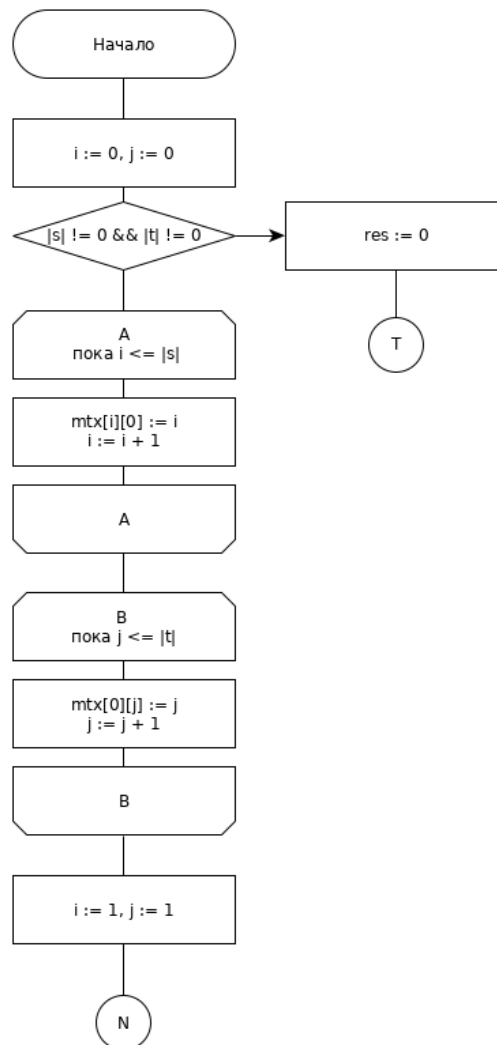 Начало
i := 0, j := 0
|s| != 0 && |t| != 0
res := 0
T
A
пока i <= |s|
mtx[i][0] := i
i := i + 1
A
B
пока j <= |t|
mtx[0][j] := j
j := j + 1
B
i := 1, j := 1
N